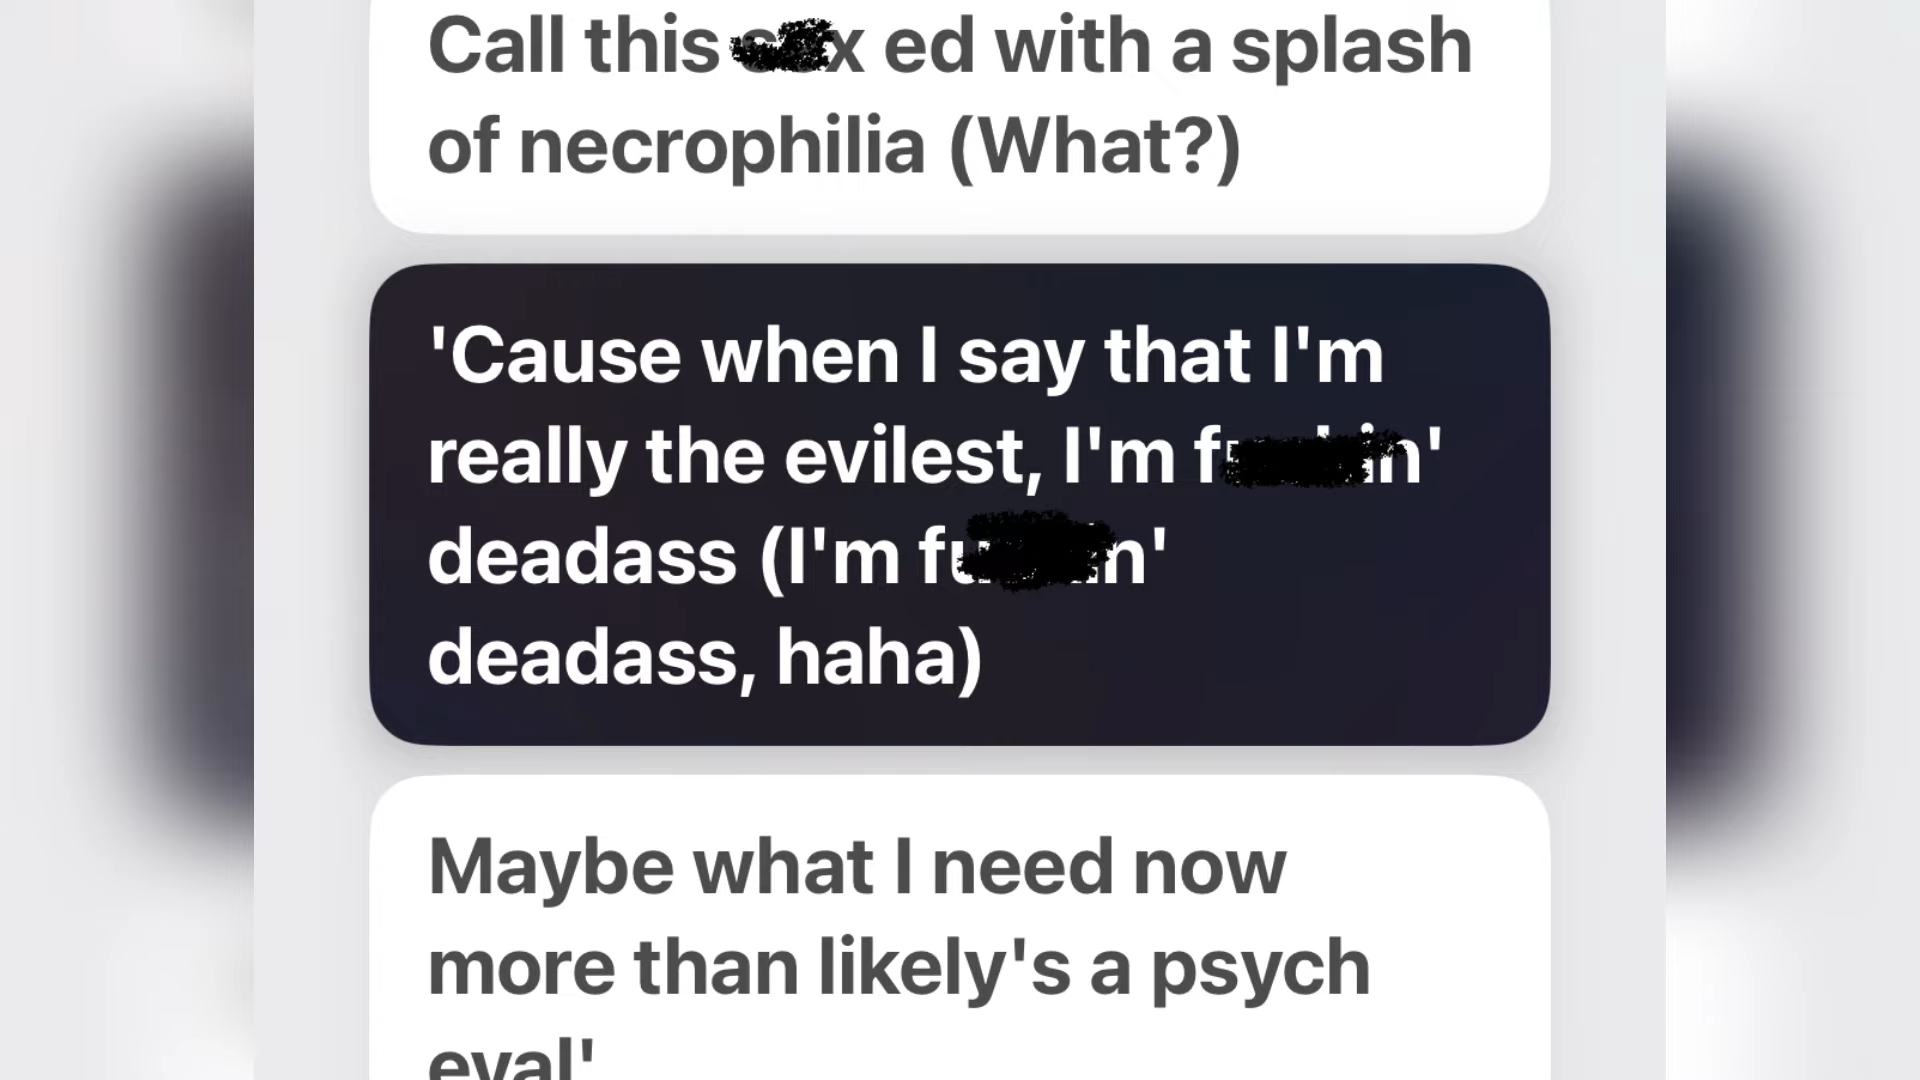 Call this ed with a splash
of necrophilia (What?)
'Cause when I say that I'm
really the evilest, I'm
deadass (I'm
deadass, haha)
Maybe what I need now
more than likely's a psych
eval'